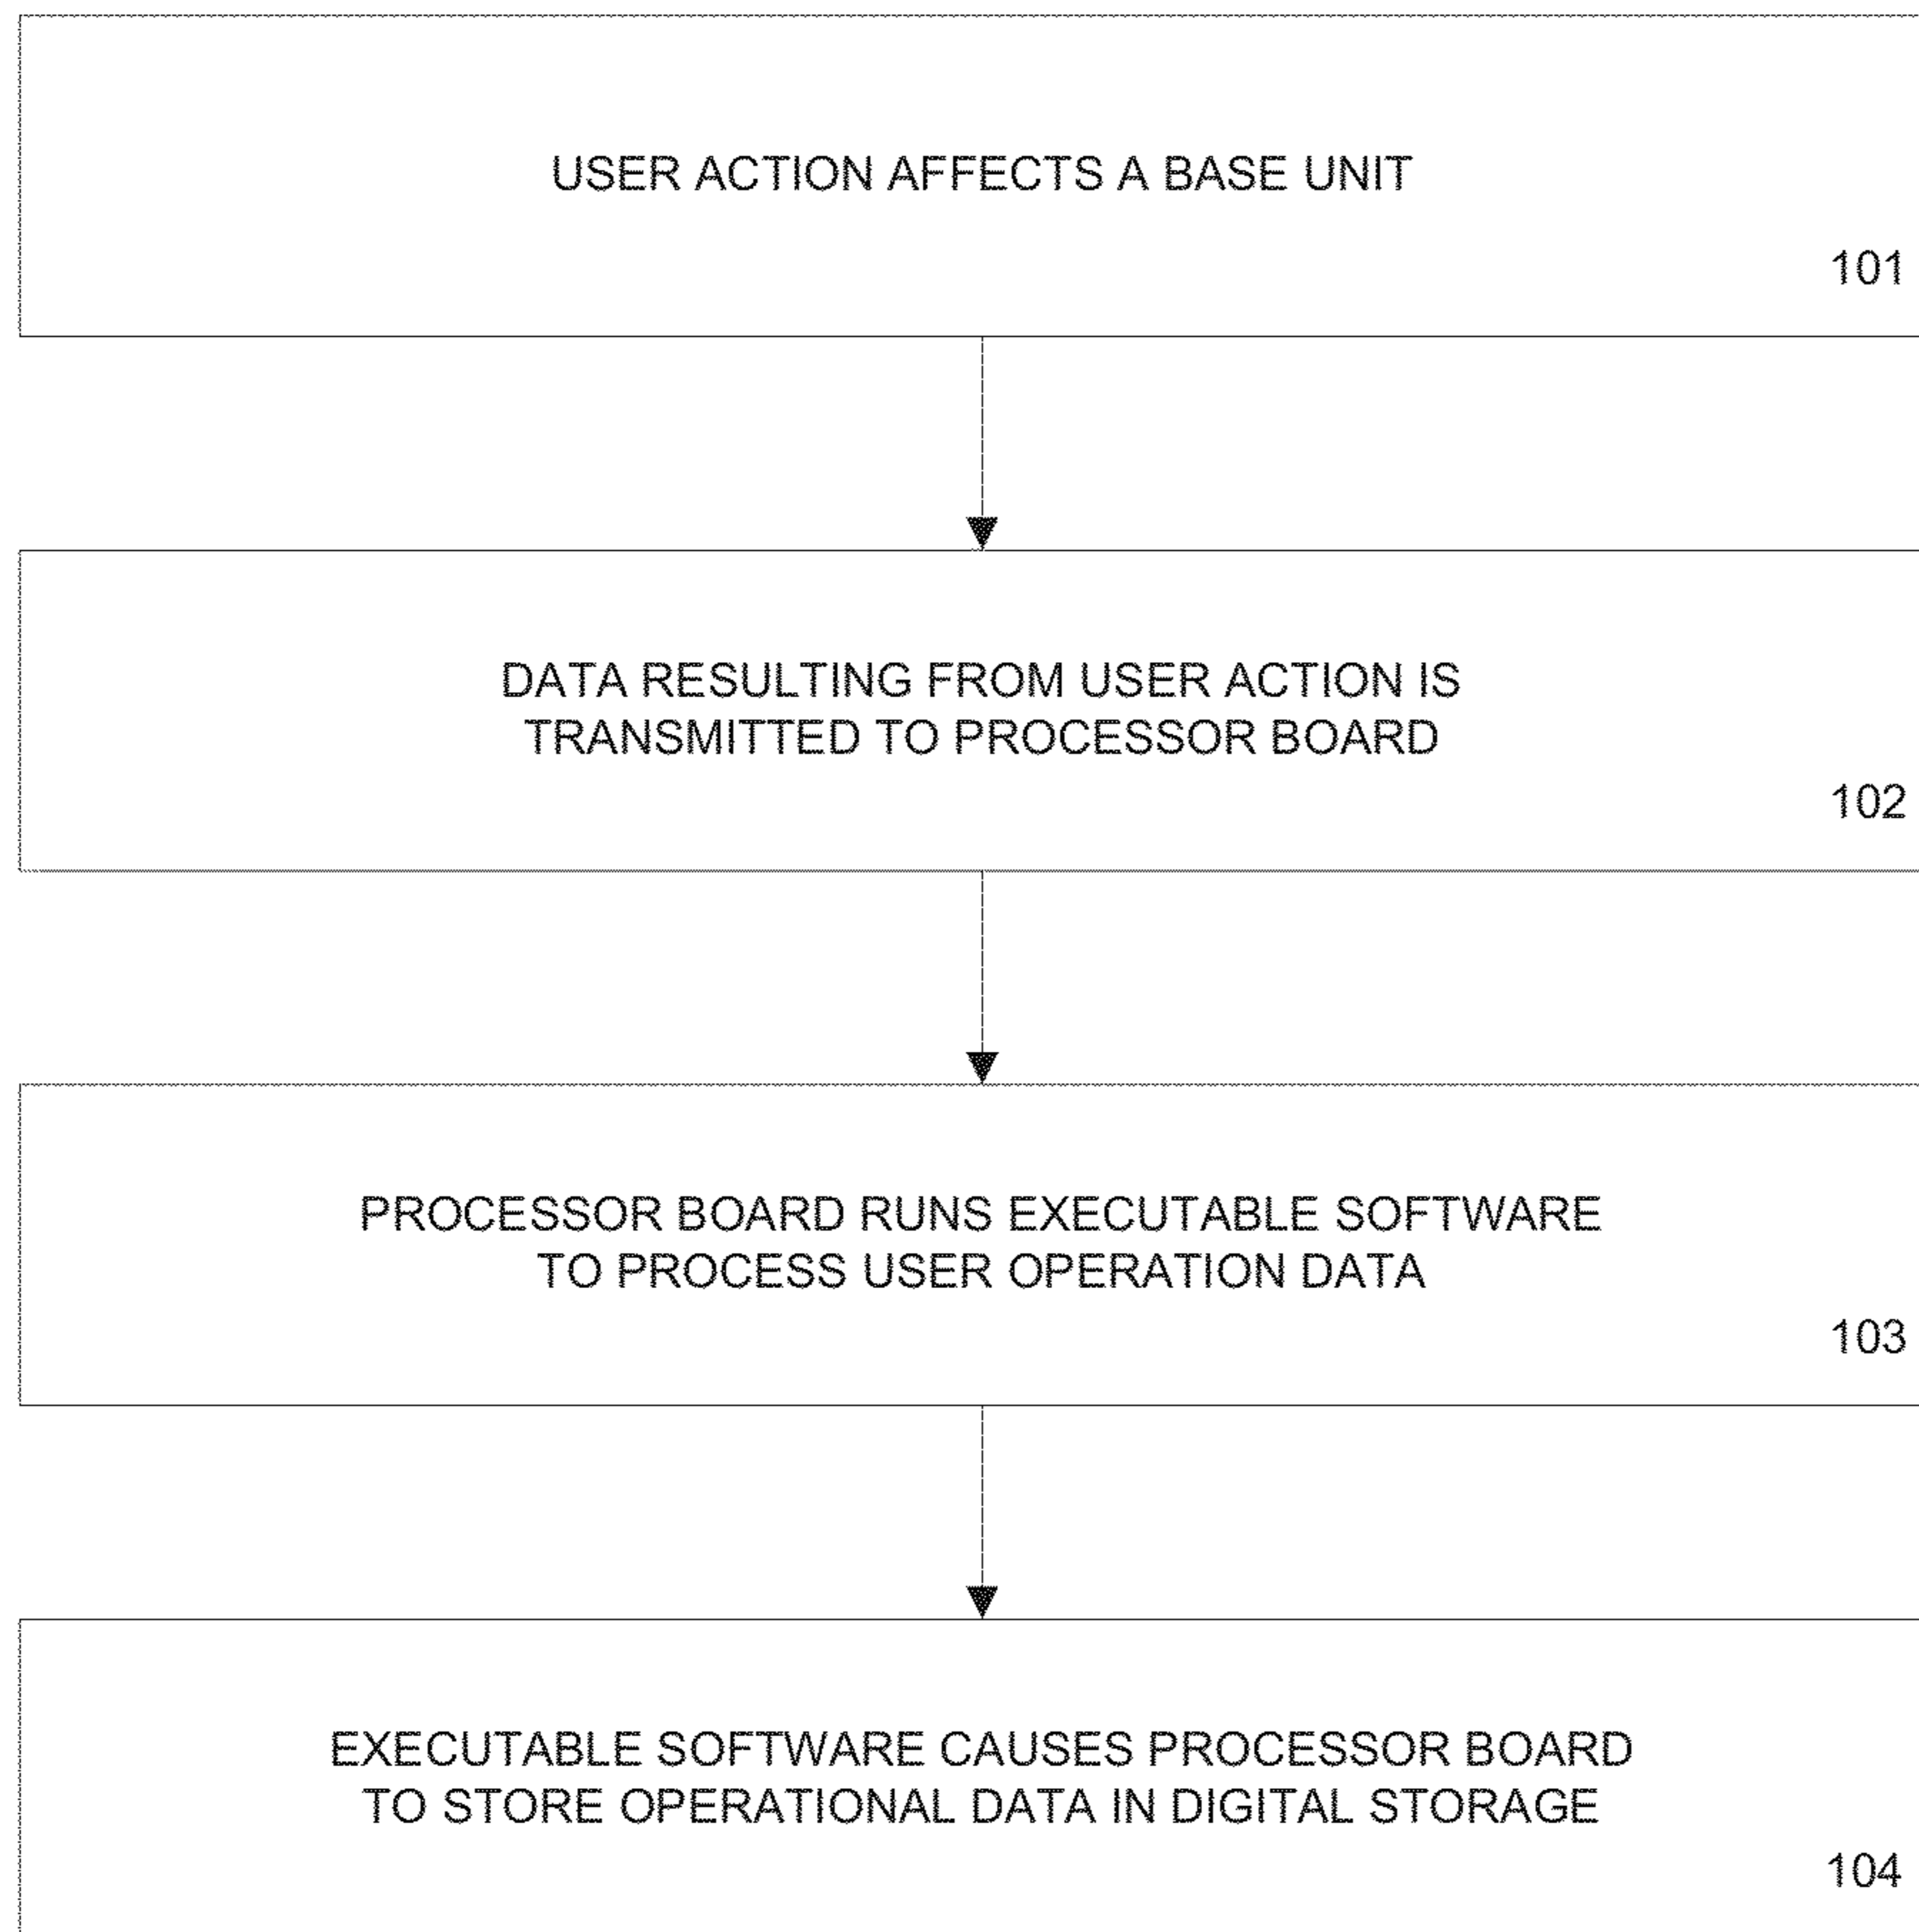 USER ACTION AFFECTS A BASE UNIT
101
DATA RESULTING FROM USER ACTION IS
TRANSMITTED TO PROCESSOR BOARD
102
PROCESSOR BOARD RUNS EXECUTABLE SOFTWARE
TO PROCESS USER OPERATION DATA
103
EXECUTABLE SOFTWARE CAUSES PROCESSOR BOARD
TO STORE OPERATIONAL DATA IN DIGITAL STORAGE
104